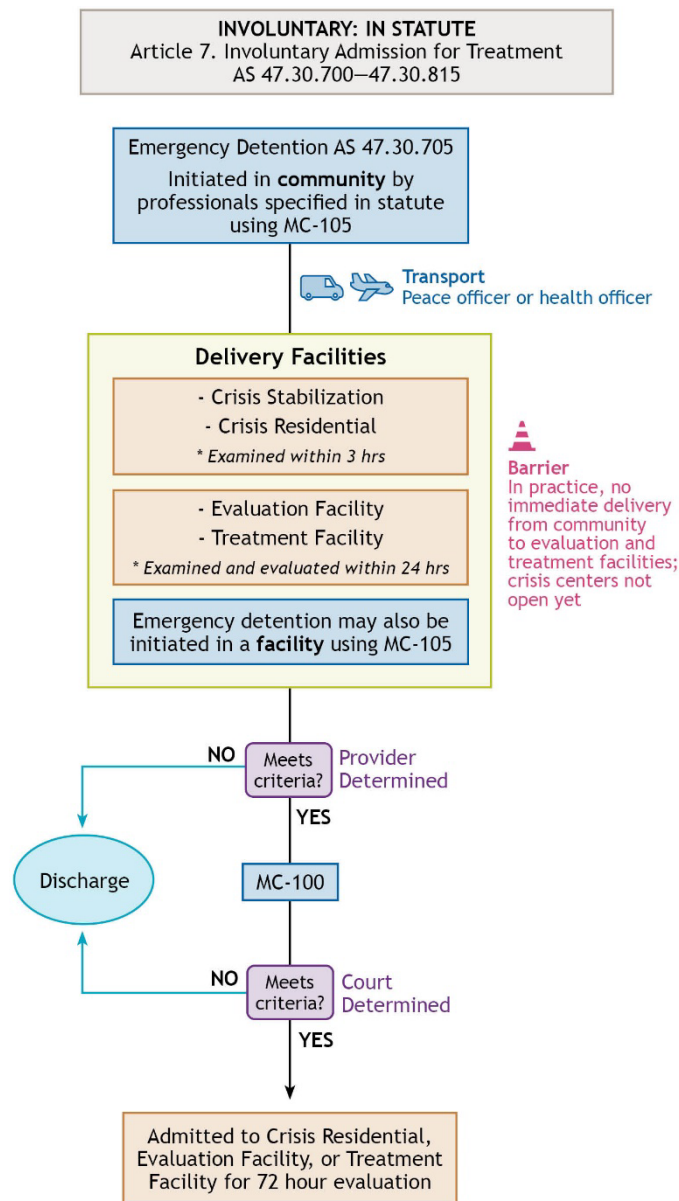 INVOLUNTARY: IN STATUTE
Article 7. Involuntary Admission for Treatment
AS 47.30.700—47.30.815
Emergency Detention AS 47.30.705
Initiated in community by
professionals specified in statute
using MC-105
Transport
Peace officer or health officer
Delivery Facilities
- Crisis Stabilization
- Crisis Residential
* Examined within 3 hrs
- Evaluation Facility
- Treatment Facility
* Examined and evaluated within 24 hrs
Emergency detention may also be
initiated in a facility using MC-105
Barrier
In practice, no
immediate delivery
from community
to evaluation and
treatment facilities;
crisis centers not
open yet
NO
Meets
criteria?
Provider
Determined
YES
Discharge
MC-100
NO
Meets
criteria?
Court
Determined
YES
Admitted to Crisis Residential,
Evaluation Facility, or Treatment
Facility for 72 hour evaluation